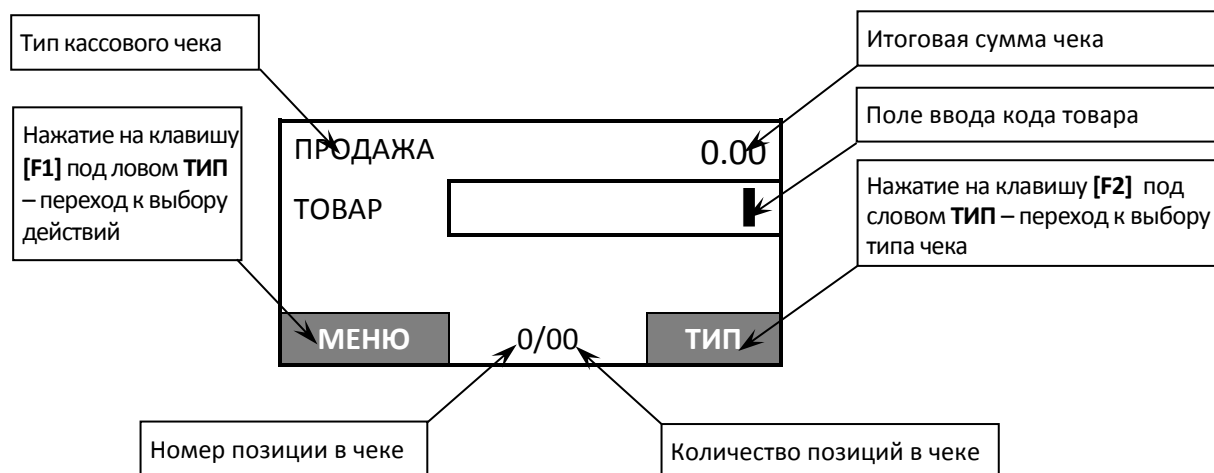 Тип кассового чека
Итоговая сумма чека
Нажатие на клавишу
[F1] под ловом ТИП
– переход к выбору
действий
Поле ввода кода товара
Нажатие на клавишу [F2] под
словом ТИП – переход к выбору
типа чека
ПРОДАЖА 0.00
ТОВАР
МЕНЮ 0/00 ТИП
Номер позиции в чеке
Количество позиций в чеке